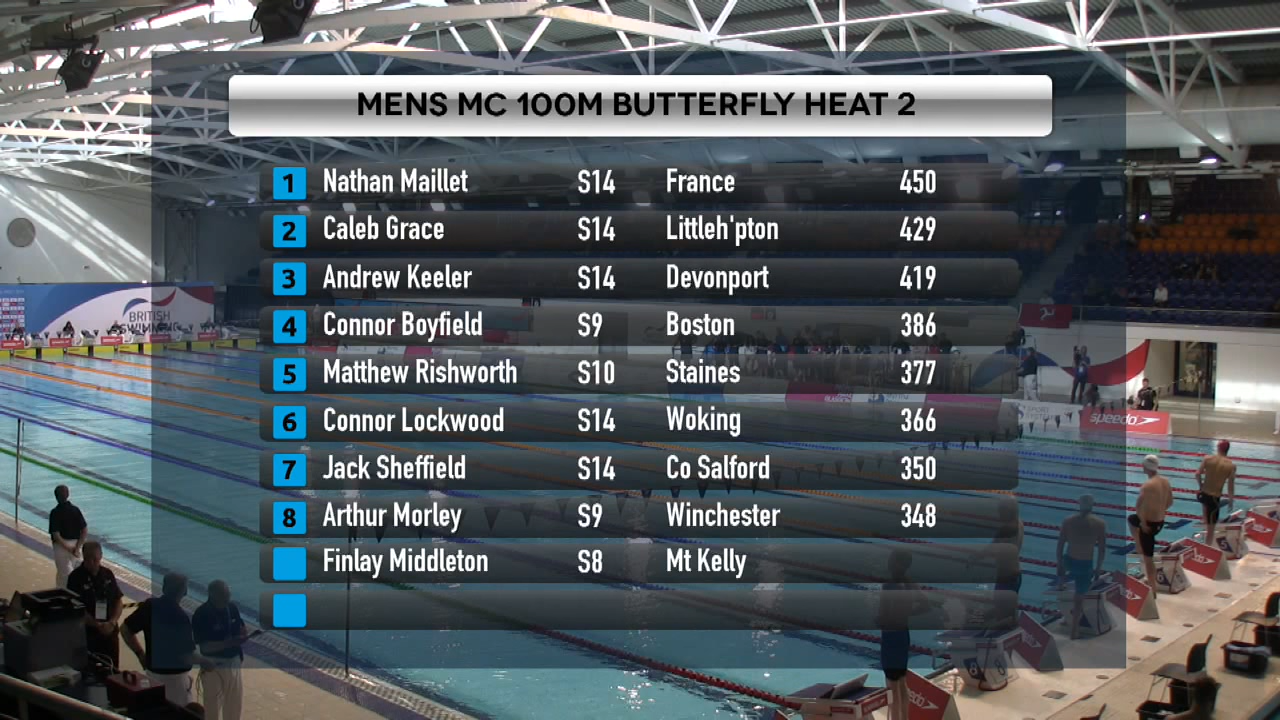 MENS MC 100M BUTTERFLY HEAT 2
1 Nathan Maillet S14 France 450
2 Caleb Grace S14 Littleh'pton 429
3 Andrew Keeler S14 Devonport 419
4 Connor Boyfield S9 Boston 386
5 Matthew Rishworth S10 Staines 377
6 Connor Lockwood S14 Woking 366
7 Jack Sheffield S14 Co Salford 350
8 Arthur Morley S9 Winchester 348
Finlay Middleton S8 Mt Kelly
BRITISH
SWIMMING
speedo